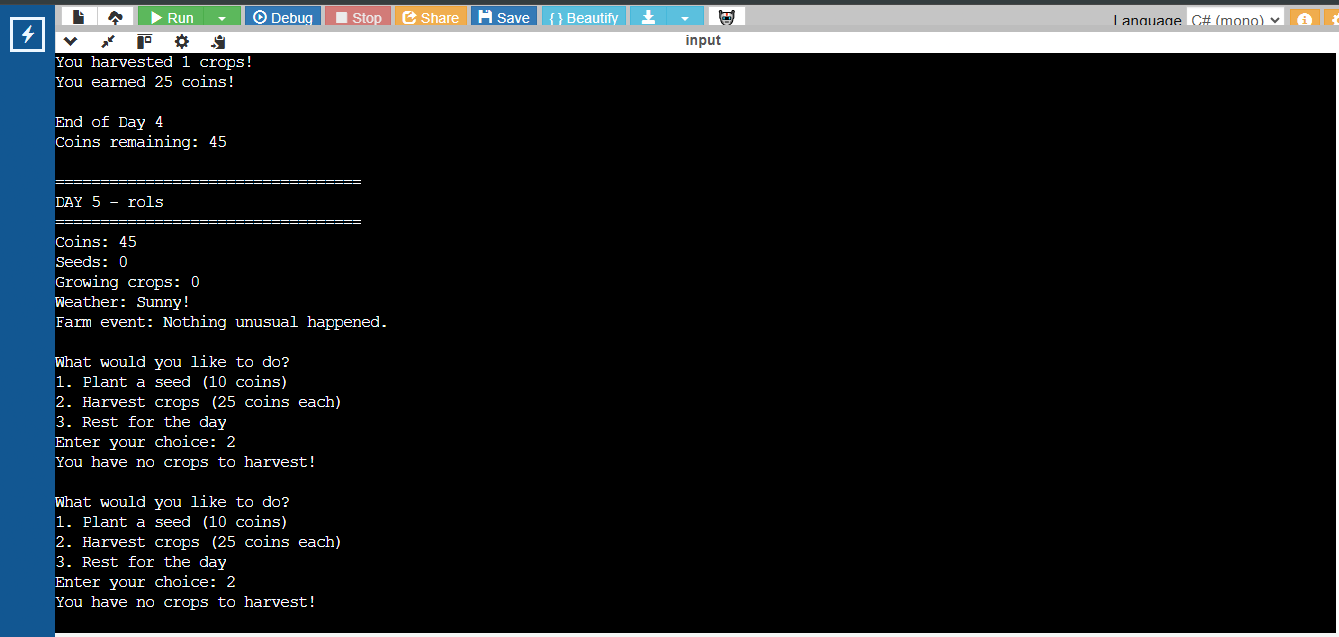 Run Debug Stop Share Save { } Beautify Language C# (mono)
input
You harvested 1 crops!
You earned 25 coins!
End of Day 4
Coins remaining: 45
==================================
DAY 5 - rols
==================================
Coins: 45
Seeds: 0
Growing crops: 0
Weather: Sunny!
Farm event: Nothing unusual happened.
What would you like to do?
1. Plant a seed (10 coins)
2. Harvest crops (25 coins each)
3. Rest for the day
Enter your choice: 2
You have no crops to harvest!
What would you like to do?
1. Plant a seed (10 coins)
2. Harvest crops (25 coins each)
3. Rest for the day
Enter your choice: 2
You have no crops to harvest!